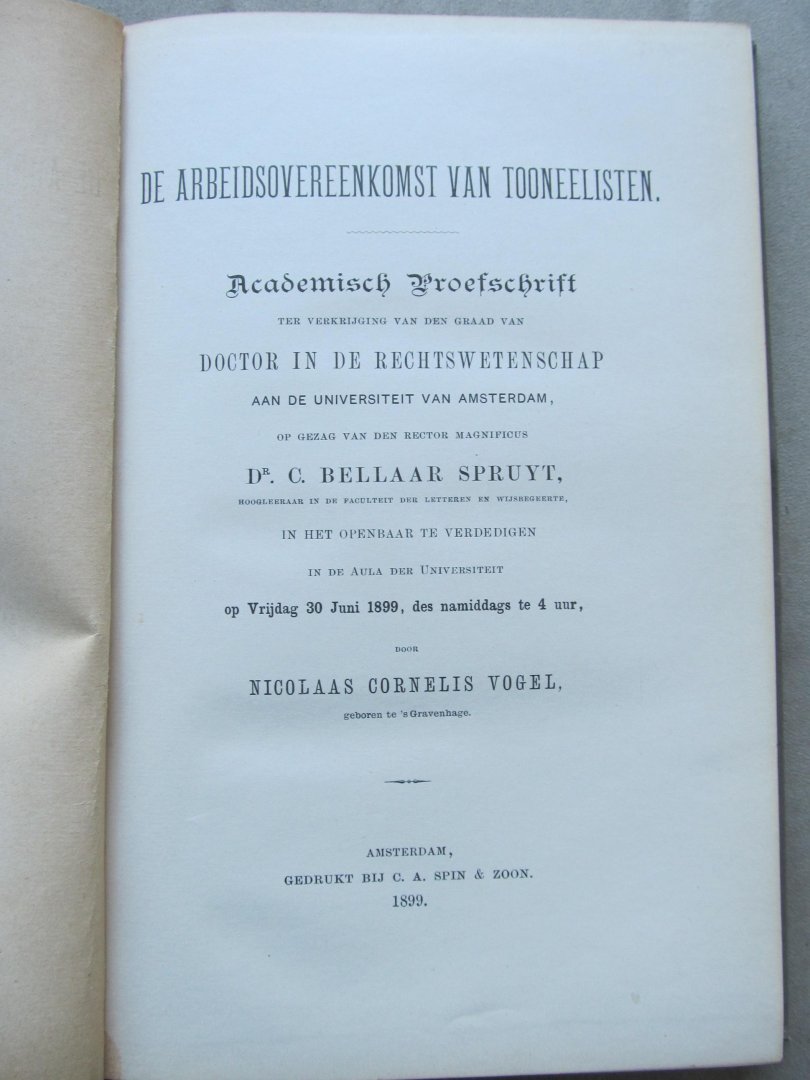 DE ARBEIDSOVEREENKOMST VAN TOONEELISTEN.
Academisch Proefschrift
TER VERKRIJGING VAN DEN GRAAD VAN
DOCTOR IN DE RECHTSWETENSCHAP
AAN DE UNIVERSITEIT VAN AMSTERDAM,
OP GEZAG VAN DEN RECTOR MAGNIFICUS
DR. C. BELLAAR SPRUYT,
HOOGLEERAAR IN DE FACULTEIT DER LETTEREN EN WIJSBEGEERTE,
IN HET OPENBAAR TE VERDEDIGEN
IN DE AULA DER UNIVERSITEIT
op Vrijdag 30 Juni 1899, des namiddags te 4 uur,
DOOR
NICOLAAS CORNELIS VOGEL,
geboren te 's Gravenhage.
AMSTERDAM,
GEDRUKT BIJ C. A. SPIN & ZOON.
1899.